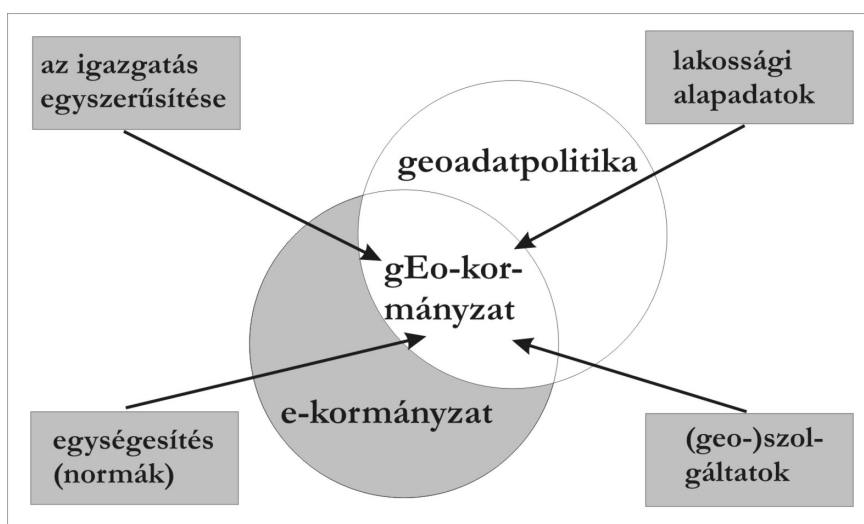 az igazgatás
egyszerűsítése
lakossági
alapadatok
geoadatpolitika
gEo-kor-
mányzat
e-kormányzat
egységesítés
(normák)
(geo-)szol-
gáltatok